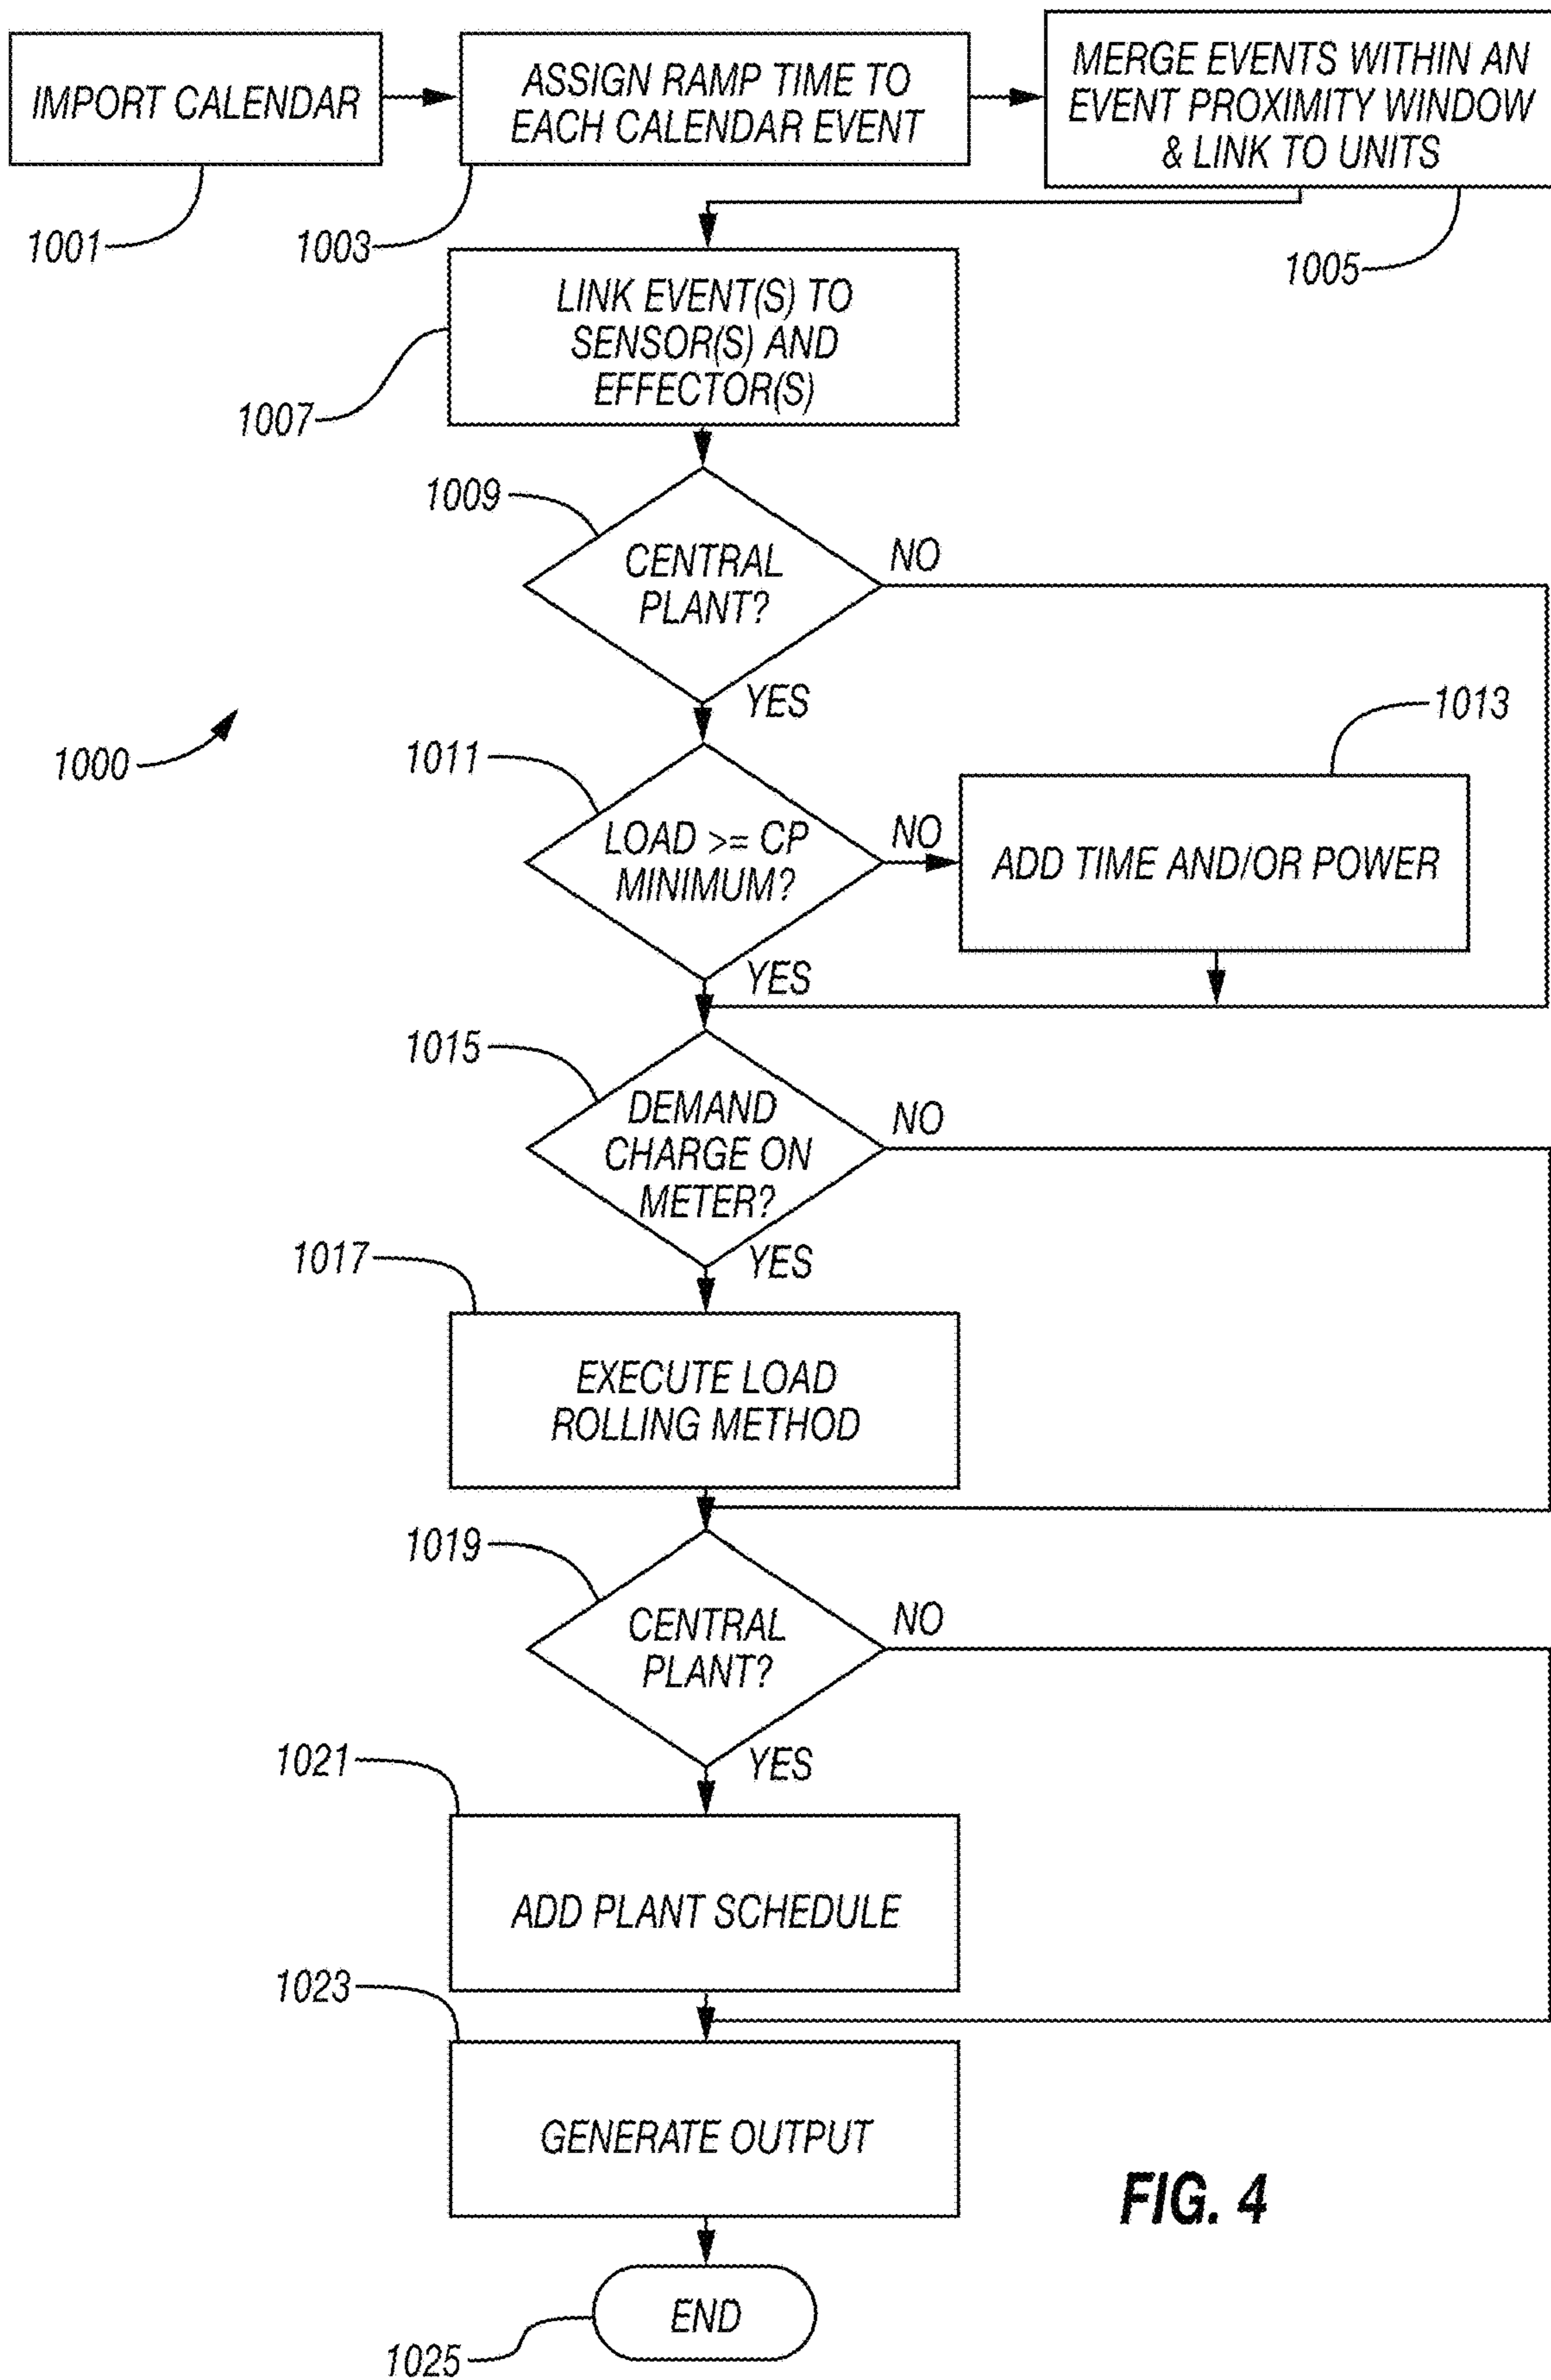 IMPORT CALENDAR
1001
ASSIGN RAMP TIME TO
EACH CALENDAR EVENT
1003
MERGE EVENTS WITHIN AN
EVENT PROXIMITY WINDOW
& LINK TO UNITS
1005
LINK EVENT(S) TO
SENSOR(S) AND
EFFECTOR(S)
1007
1009
CENTRAL
PLANT?
NO
YES
1000
1011
LOAD >= CP
MINIMUM?
NO
YES
1013
ADD TIME AND/OR POWER
1015
DEMAND
CHARGE ON
METER?
NO
YES
1017
EXECUTE LOAD
ROLLING METHOD
1019
CENTRAL
PLANT?
NO
YES
1021
ADD PLANT SCHEDULE
1023
GENERATE OUTPUT
FIG. 4
END
1025